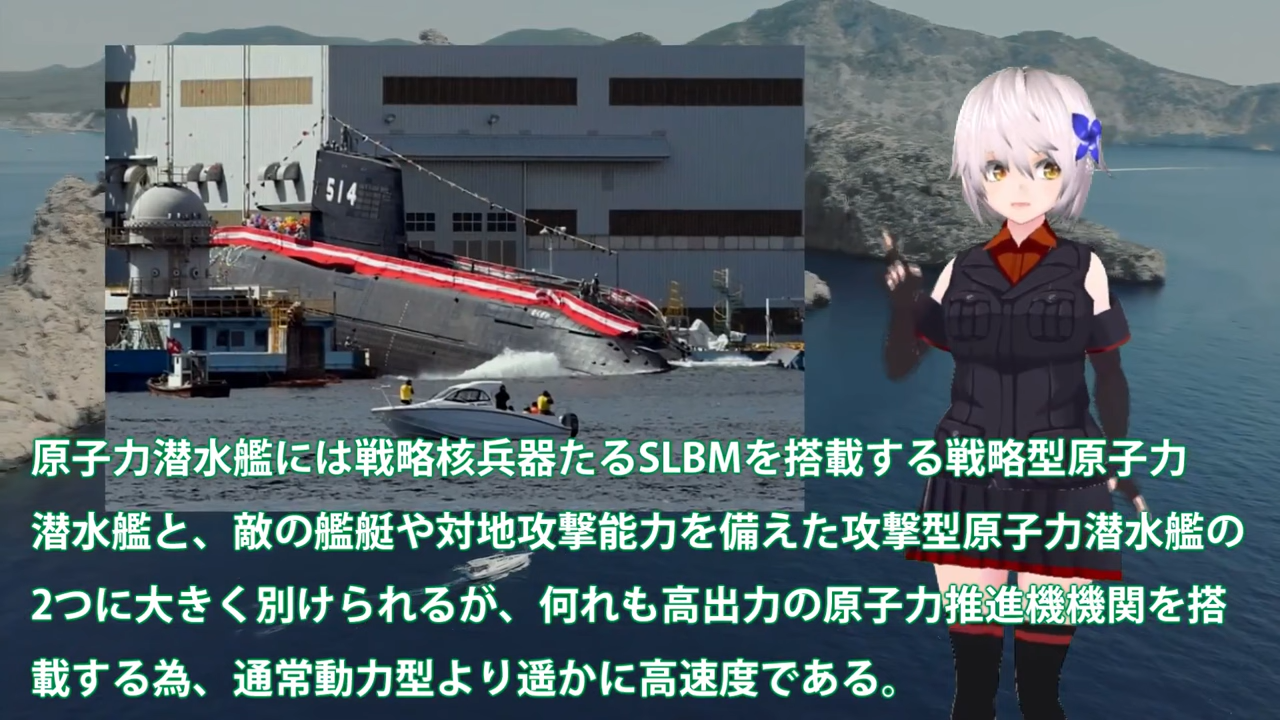 514
原子力潜水艦には戦略核兵器たるSLBMを搭載する戦略型原子力
潜水艦と、敵の艦艇や対地攻撃能力を備えた攻撃型原子力潜水艦の
2つに大きく別けられるが、何れも高出力の原子力推進機機関を搭
載する為、通常動力型より遥かに高速度である。